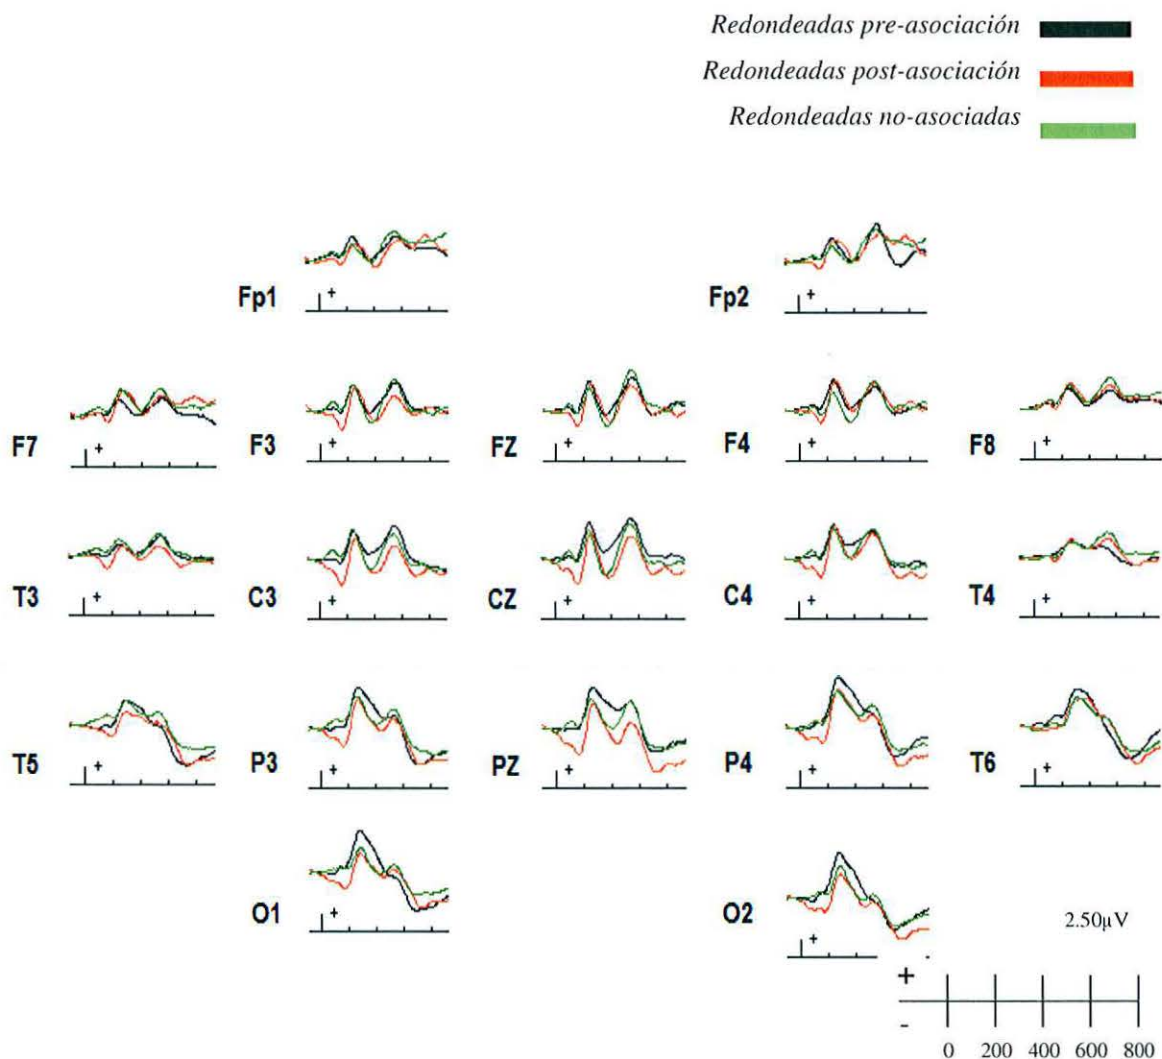 Redondeadas pre-asociación
Redondeadas post-asociación
Redondeadas no-asociadas
+ +
Fp1 Fp2
+ + + + +
F7 F3 FZ F4 F8
+ + + + +
T3 C3 CZ C4 T4
+ + + + +
T5 P3 PZ P4 T6
+ +
O1 O2
2.50µV
+
-
0 200 400 600 800